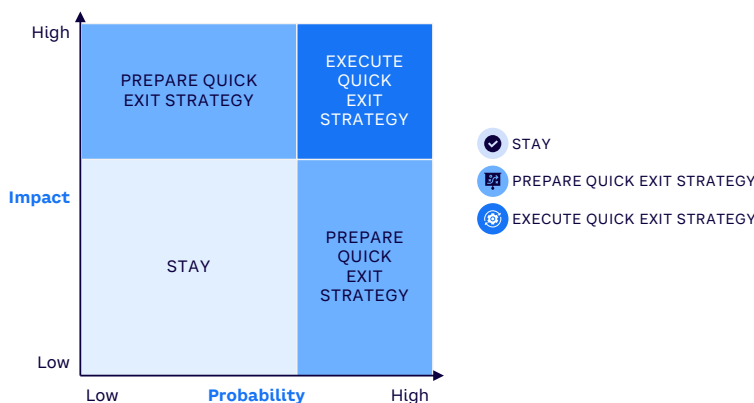 High
PREPARE QUICK
EXIT STRATEGY
EXECUTE
QUICK
EXIT
STRATEGY
STAY
PREPARE QUICK EXIT STRATEGY
EXECUTE QUICK EXIT STRATEGY
Impact
STAY
PREPARE
QUICK
EXIT
STRATEGY
Low
Low
Probability
High